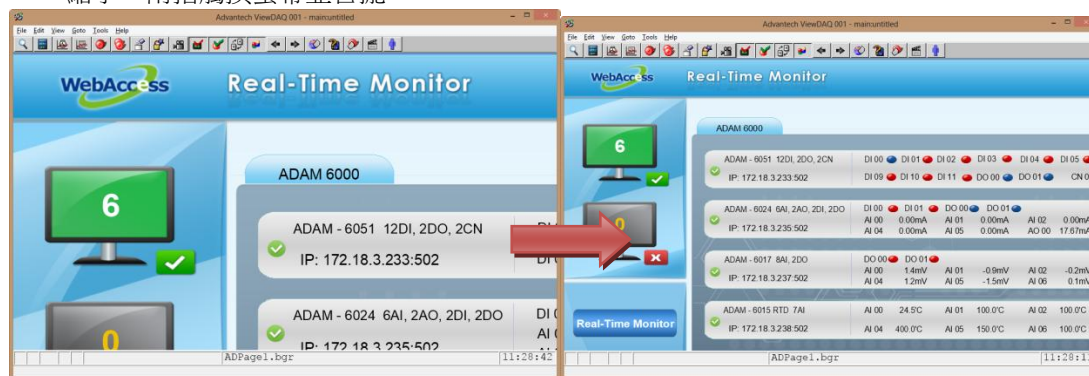 Advantech ViewDAQ 001 - main:untitled
File Edit View Goto Tools Help
WebAccess
Real-Time Monitor
6
0
ADAM 6000
ADAM - 6051 12DI, 2DO, 2CN
IP: 172.18.3.233:502
ADAM - 6024 6AI, 2AO, 2DI, 2DO
IP: 172.18.3.235:502
DI 0
AI 0
ADPage1.bgr
11:28:42
Advantech ViewDAQ 001 - main:untitled
File Edit View Goto Tools Help
WebAccess
Real-Time Monitor
6
0
Real-Time Monitor
ADAM 6000
ADAM - 6051 12DI, 2DO, 2CN DI 00 DI 01 DI 02 DI 03 DI 04 DI 05
IP: 172.18.3.233:502 DI 09 DI 10 DI 11 DO 00 DO 01 CN 0
ADAM - 6024 6AI, 2AO, 2DI, 2DO DI 00 DI 01 DO 00 DO 01
AI 00 0.00mA AI 01 0.00mA AI 02 0.00mA
IP: 172.18.3.235:502 AI 04 0.00mA AI 05 0.00mA AO 00 17.67mA
ADAM - 6017 8AI, 2DO DO 00 DO 01
AI 00 1.4mV AI 01 -0.9mV AI 02 -0.2mV
IP: 172.18.3.237:502 AI 04 1.2mV AI 05 -1.5mV AI 06 0.1mV
ADAM - 6015 RTD 7AI AI 00 24.5'C AI 01 100.0'C AI 02 100.0'C
IP: 172.18.3.238:502 AI 04 400.0'C AI 05 150.0'C AI 06 100.0'C
ADPage1.bgr
11:28:1